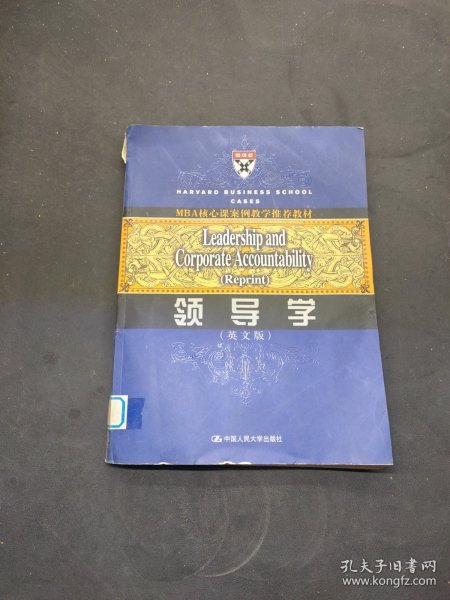 HARVARD BUSINESS SCHOOL
CASES
MBA核心课案例教学推荐教材
Leadership and
Corporate Accountability
(Reprint)
领导学
(英文版)
中国人民大学出版社
孔夫子旧书网
www.kongfz.com